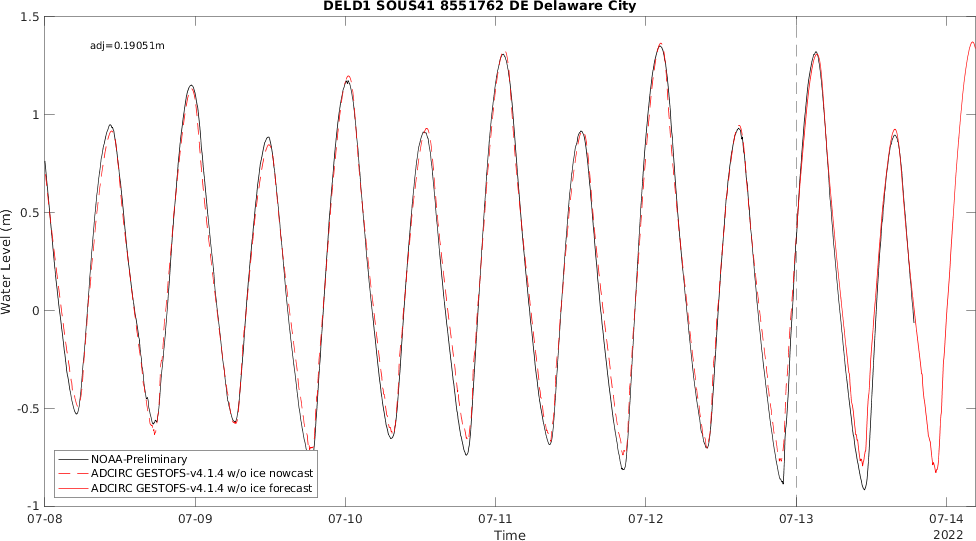 DELD1 SOUS41 8551762 DE Delaware City
adj=0.19051m
1.5
1
0.5
0
-0.5
-1
Water Level (m)
NOAA-Preliminary
ADCIRC GESTOFS-v4.1.4 w/o ice nowcast
ADCIRC GESTOFS-v4.1.4 w/o ice forecast
07-08 07-09 07-10 07-11 07-12 07-13 07-14
Time
2022